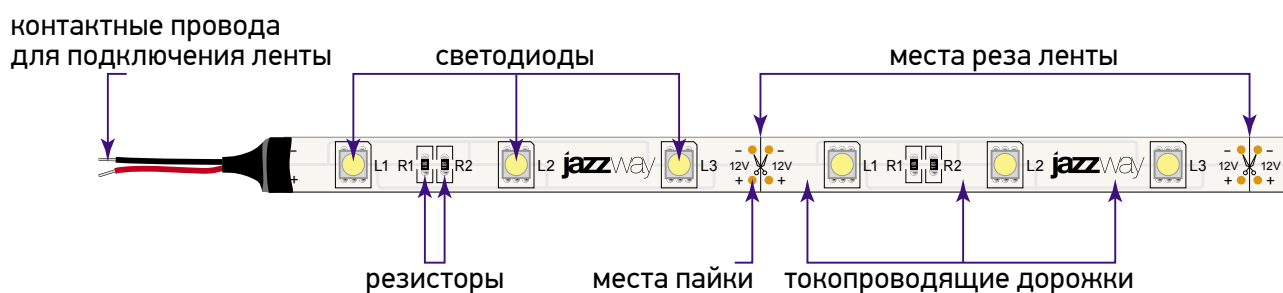 контактные провода
для подключения ленты
светодиоды
места реза ленты
- L1 R1 R2 L2 jazzway L3 - - 12V 12V + + L1 R1 R2 L2 jazzway L3 - - 12V 12V + +
+
резисторы
места пайки
токопроводящие дорожки